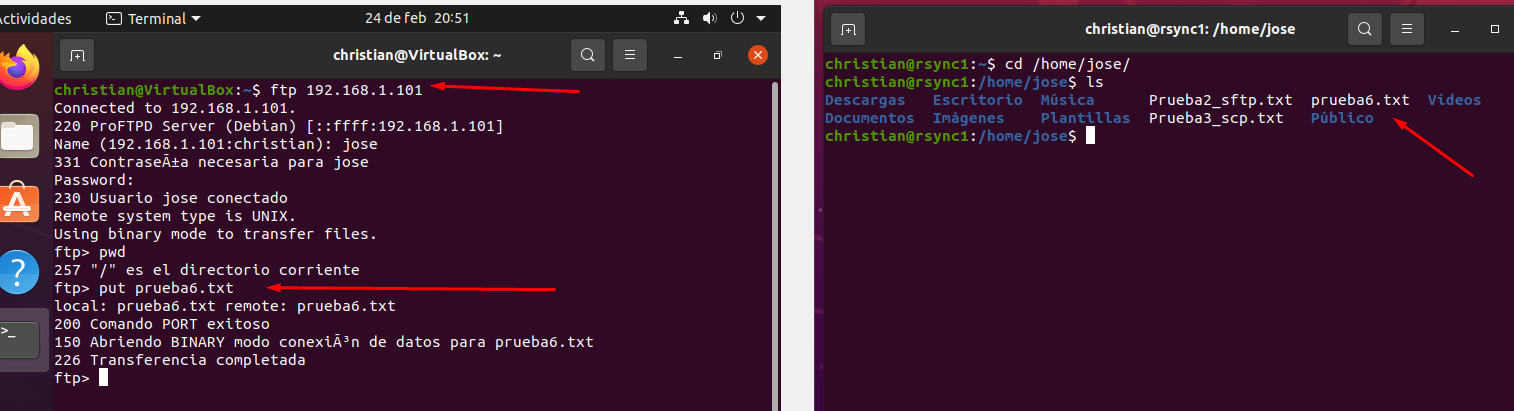 Actividades
Terminal
24 de feb 20:51
christian@VirtualBox: ~
christian@VirtualBox:~$ ftp 192.168.1.101
Connected to 192.168.1.101.
220 ProFTPD Server (Debian) [::ffff:192.168.1.101]
Name (192.168.1.101:christian): jose
331 ContraseÃ±a necesaria para jose
Password:
230 Usuario jose conectado
Remote system type is UNIX.
Using binary mode to transfer files.
ftp> pwd
257 "/" es el directorio corriente
ftp> put prueba6.txt
local: prueba6.txt remote: prueba6.txt
200 Comando PORT exitoso
150 Abriendo BINARY modo conexiÃ³n de datos para prueba6.txt
226 Transferencia completada
ftp>
christian@rsync1: /home/jose
christian@rsync1:~$ cd /home/jose/
christian@rsync1:/home/jose$ ls
Descargas Escritorio Música Prueba2_sftp.txt prueba6.txt Vídeos
Documentos Imágenes Plantillas Prueba3_scp.txt Público
christian@rsync1:/home/jose$